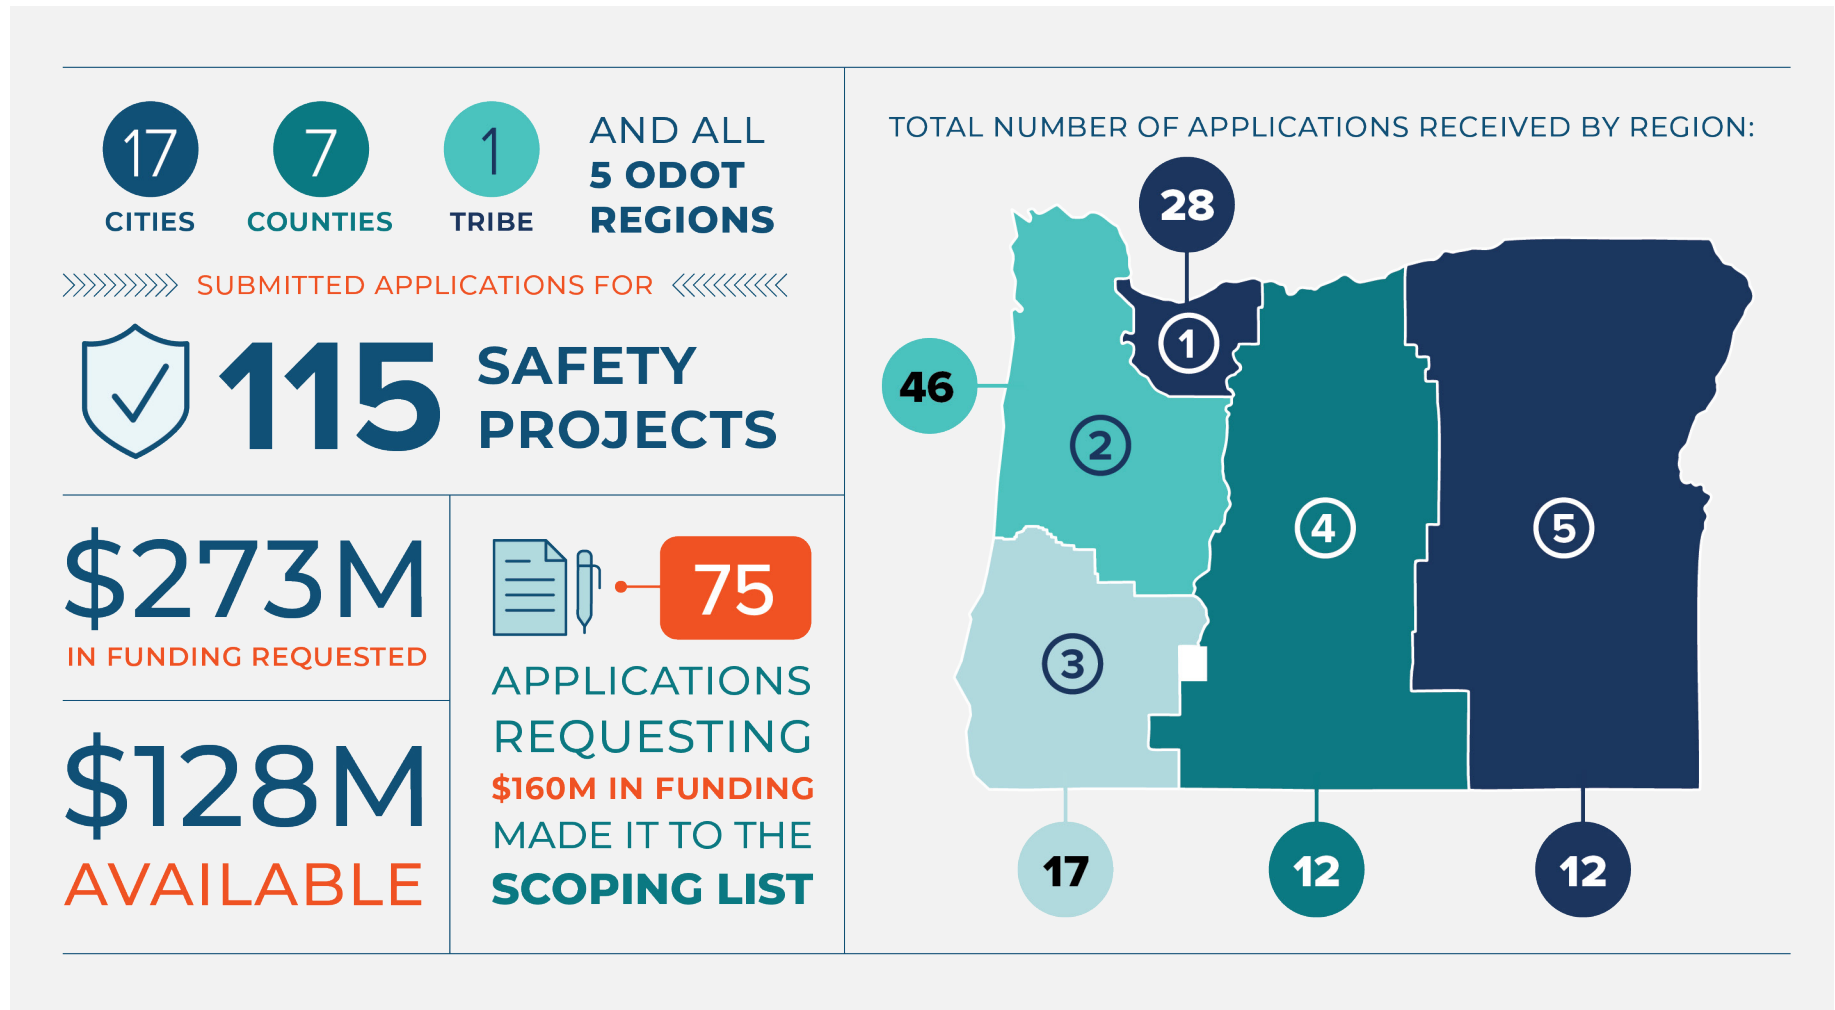 17
CITIES
7
COUNTIES
1
TRIBE
AND ALL
5 ODOT
REGIONS
SUBMITTED APPLICATIONS FOR
115
SAFETY
PROJECTS
$273M
IN FUNDING REQUESTED
$128M
AVAILABLE
75
APPLICATIONS
REQUESTING
$160M IN FUNDING
MADE IT TO THE
SCOPING LIST
TOTAL NUMBER OF APPLICATIONS RECEIVED BY REGION:
28
1
46
2
4
5
3
17
12
12